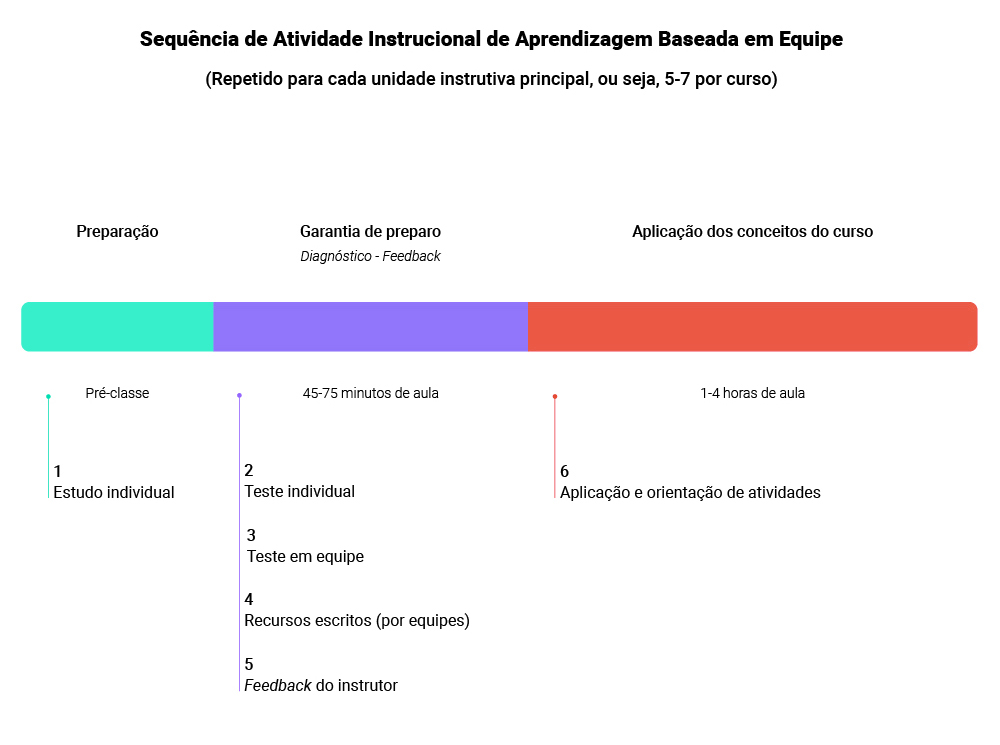 Sequência de Atividade Instrucional de Aprendizagem Baseada em Equipe
(Repetido para cada unidade instrutiva principal, ou seja, 5-7 por curso)
Preparação
Garantia de preparo
Diagnóstico - Feedback
Aplicação dos conceitos do curso
Pré-classe
45-75 minutos de aula
1-4 horas de aula
1
Estudo individual
2
Teste individual
3
Teste em equipe
4
Recursos escritos (por equipes)
5
Feedback do instrutor
6
Aplicação e orientação de atividades